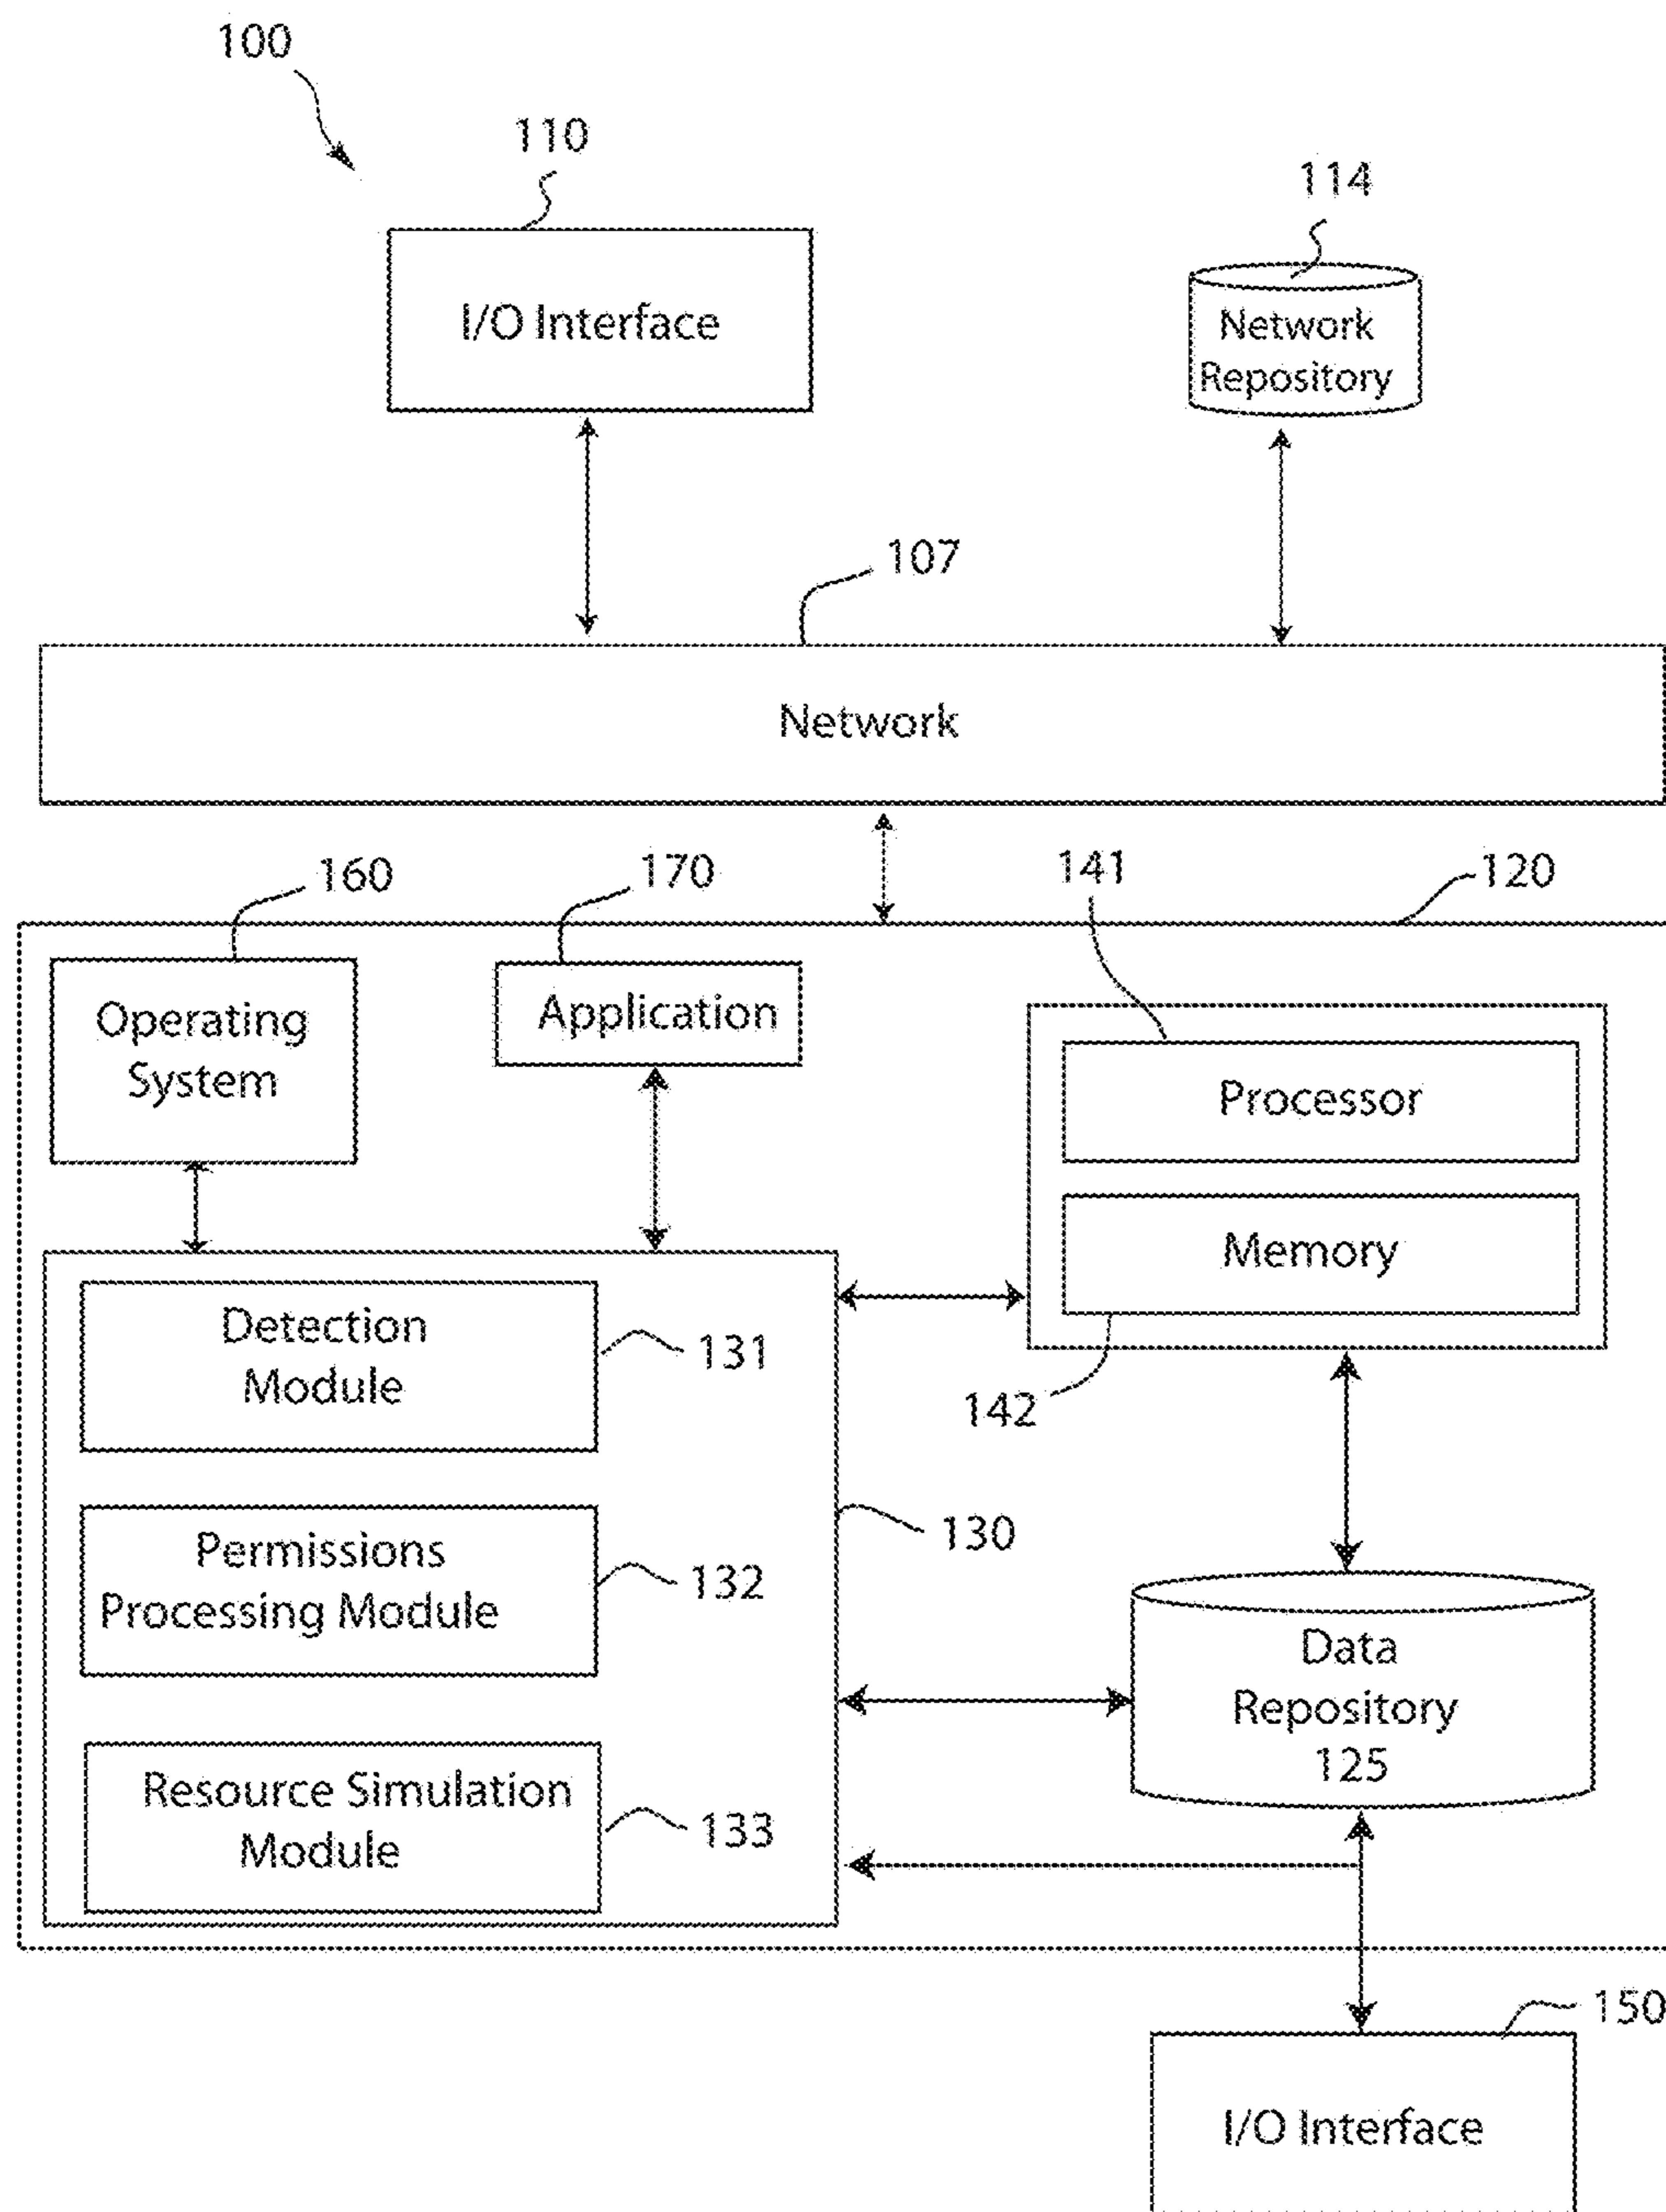 100
110
114
I/O Interface
Network
Repository
107
Network
160
170
141
120
Operating
System
Application
Processor
Memory
Detection
Module
131
142
130
Permissions
Processing Module
132
Data
Repository
125
Resource Simulation
Module
133
150
I/O Interface